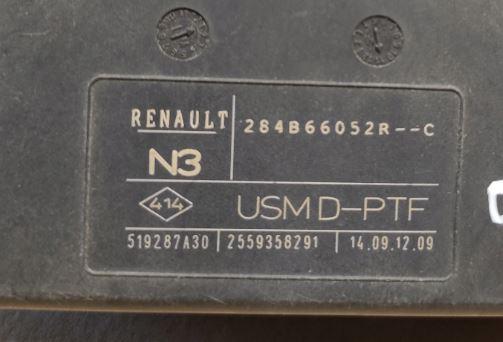 RENAULT
284B66052R--C
N3
414
USM D-PTF
519287A30 | 2559358291 | 14.09.12.09